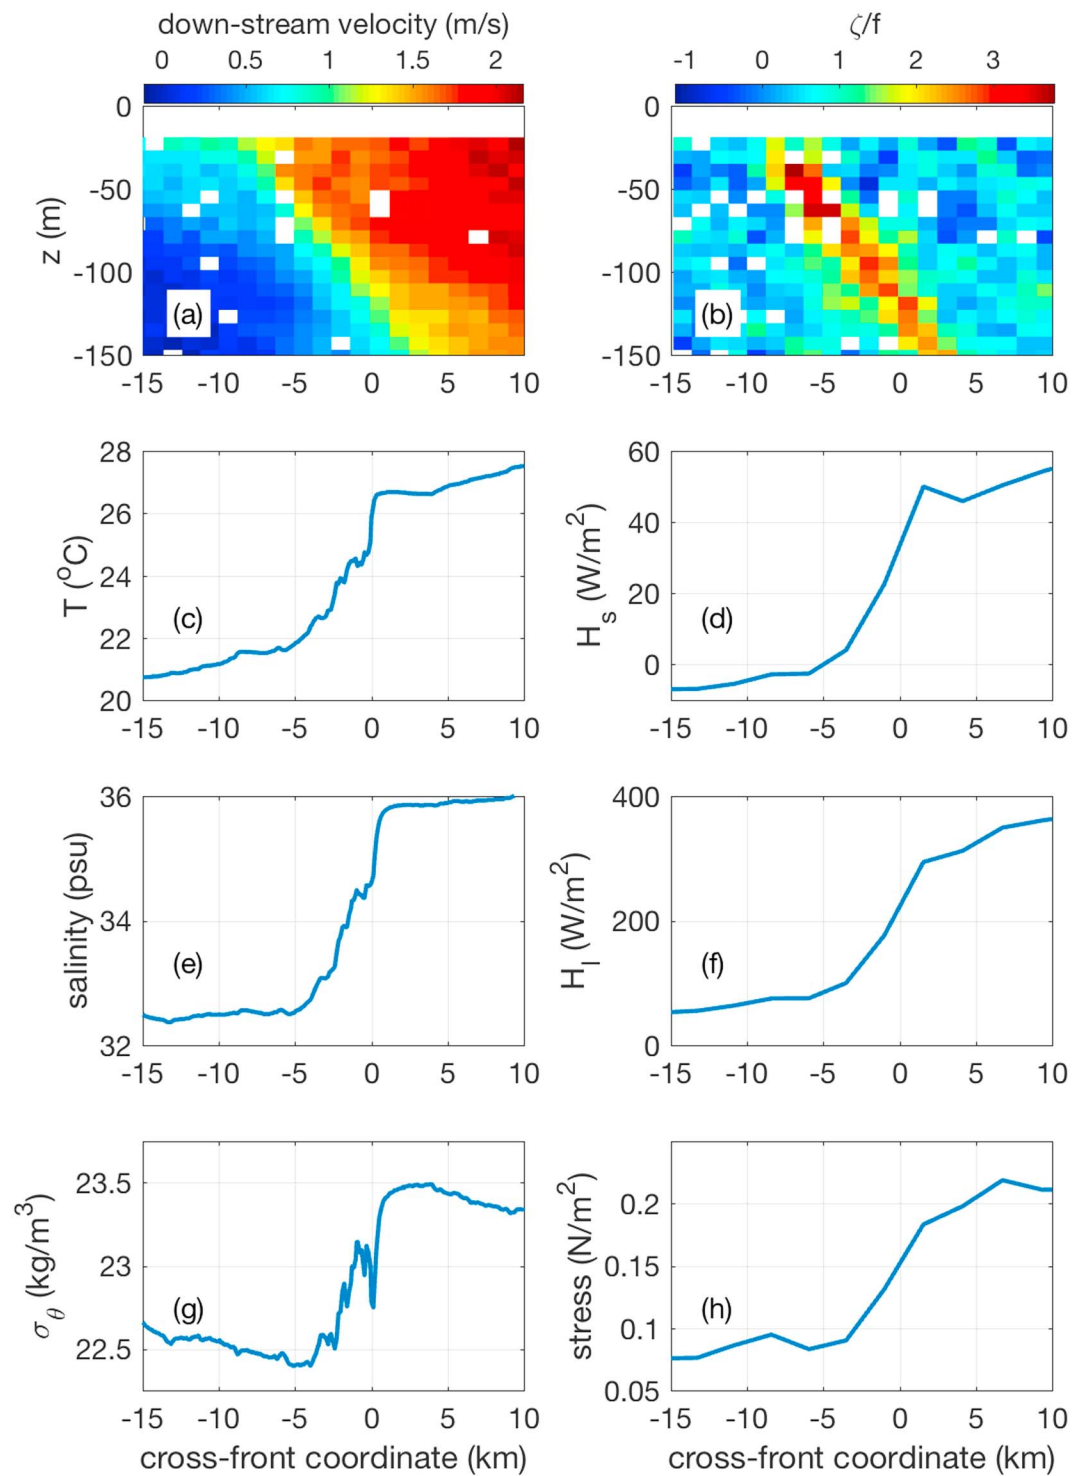 down-stream velocity (m/s)
0 0.5 1 1.5 2
0
-50
-100
-150
z (m)
(a)
-15 -10 -5 0 5 10
ζ/f
-1 0 1 2 3
0
-50
-100
-150
(b)
-15 -10 -5 0 5 10
28
26
24
22
20
T (°C)
(c)
-15 -10 -5 0 5 10
60
40
20
0
H_s (W/m²)
(d)
-15 -10 -5 0 5 10
36
34
32
salinity (psu)
(e)
-15 -10 -5 0 5 10
400
200
0
H_l (W/m²)
(f)
-15 -10 -5 0 5 10
23.5
23
22.5
σ_θ (kg/m³)
(g)
-15 -10 -5 0 5 10
cross-front coordinate (km)
0.2
0.15
0.1
0.05
stress (N/m²)
(h)
-15 -10 -5 0 5 10
cross-front coordinate (km)